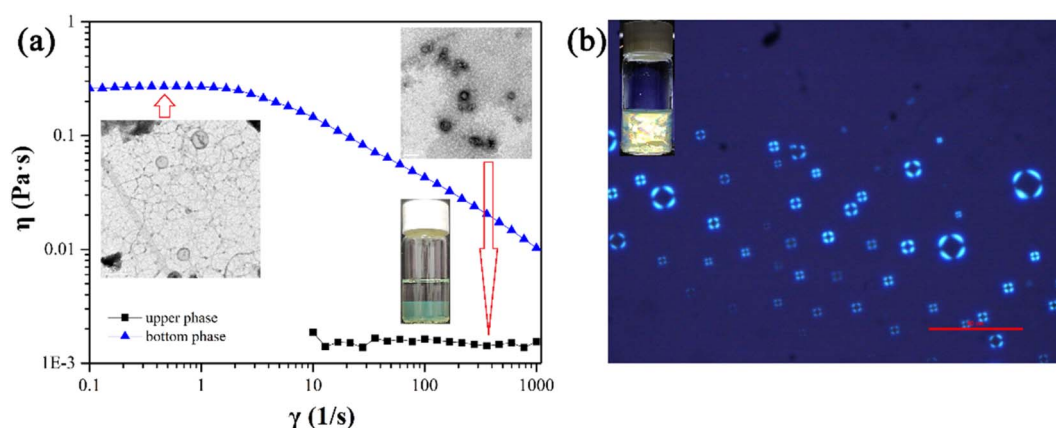 (a)
1
0.1
0.01
1E-3
η (Pa·s)
upper phase
bottom phase
0.1
1
10
100
1000
γ (1/s)
(b)